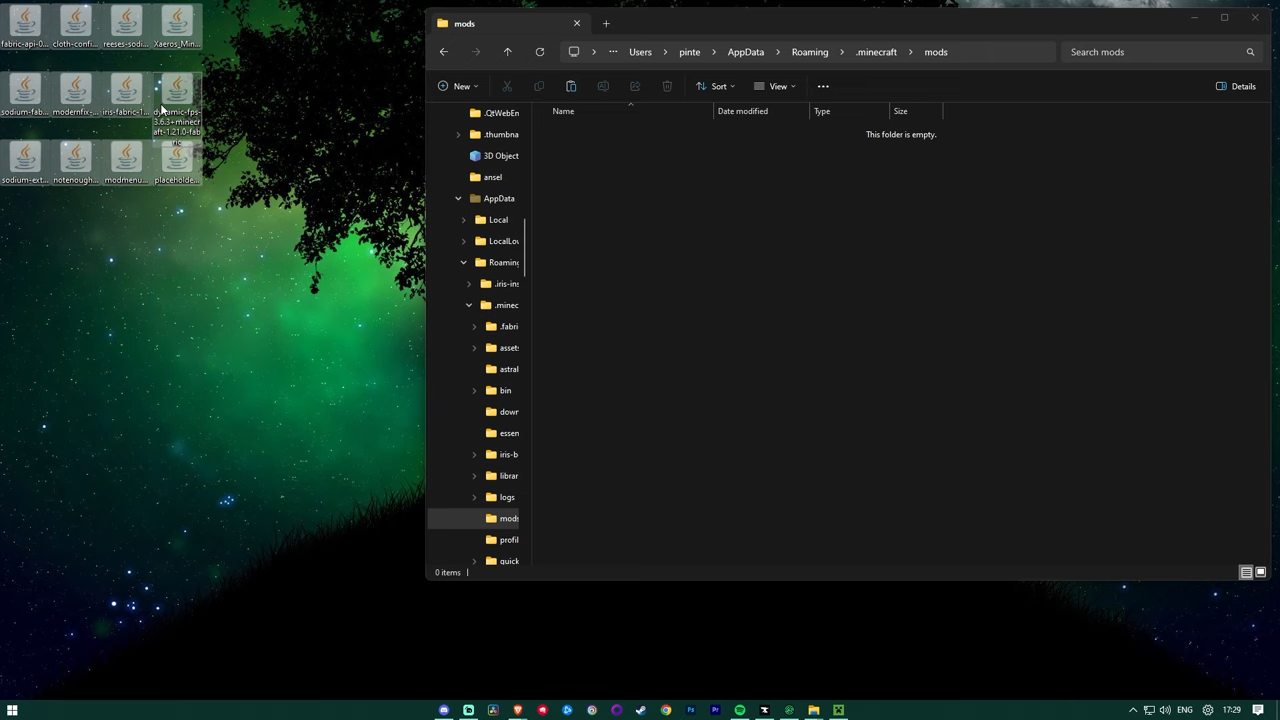 fabric-api-0...
cloth-confi...
reeses-sodi...
Xaeros_Min...
sodium-fab...
modernfix-...
iris-fabric-1...
dynamic-fps-
3.6.3+minecr
aft-1.21.0-fab
ric
sodium-ext...
notenough...
modmenu...
placeholde...
mods
Users
pinte
AppData
Roaming
.minecraft
mods
Search mods
New
Sort
View
Details
Name
Date modified
Type
Size
This folder is empty.
.QtWebEn
.thumbna
3D Object
ansel
AppData
Local
LocalLow
Roaming
.iris-ins
.minec
.fabri
assets
astral
bin
down
essen
iris-b
librar
logs
mods
profil
quick
0 items
Ps
Pr
17:29